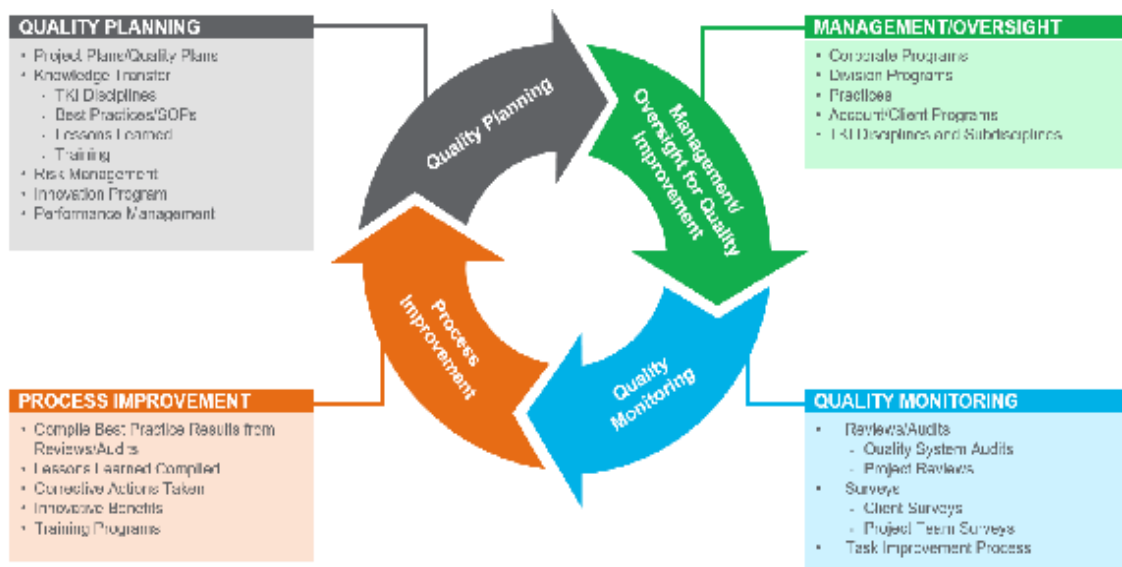 QUALITY PLANNING
• Project Plans/Quality Plans
• Knowledge Transfer
- TKI Disciplines
- Best Practices/SOPs
- Lessons Learned
- Training
• Risk Management
• Innovation Program
• Performance Management
MANAGEMENT/OVERSIGHT
• Corporate Programs
• Division Programs
• Practices
• Account/Client Programs
• TKI Disciplines and Subdisciplines
Quality Planning
Management/
Oversight for Quality
Improvement
Process
Improvement
Quality
Monitoring
PROCESS IMPROVEMENT
• Compile Best Practice Results from
Reviews/Audits
• Lessons Learned Compiled
• Corrective Actions Taken
• Innovative Benefits
• Training Programs
QUALITY MONITORING
• Reviews/Audits
- Quality System Audits
- Project Reviews
• Surveys
- Client Surveys
- Project Team Surveys
• Task Improvement Process